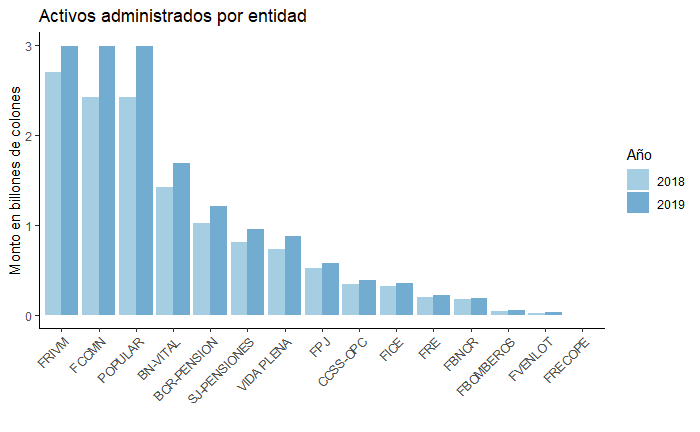 Activos administrados por entidad
Monto en billones de colones
3
2
1
0
FRIVM
FCCMN
POPULAR
BN-VITAL
BCR-PENSION
SJ-PENSIONES
VIDA PLENA
FPJ
CCSS-OPC
FICE
FRE
FBNCR
FBOMBEROS
FVENLOT
FRECOPE
Año
2018
2019